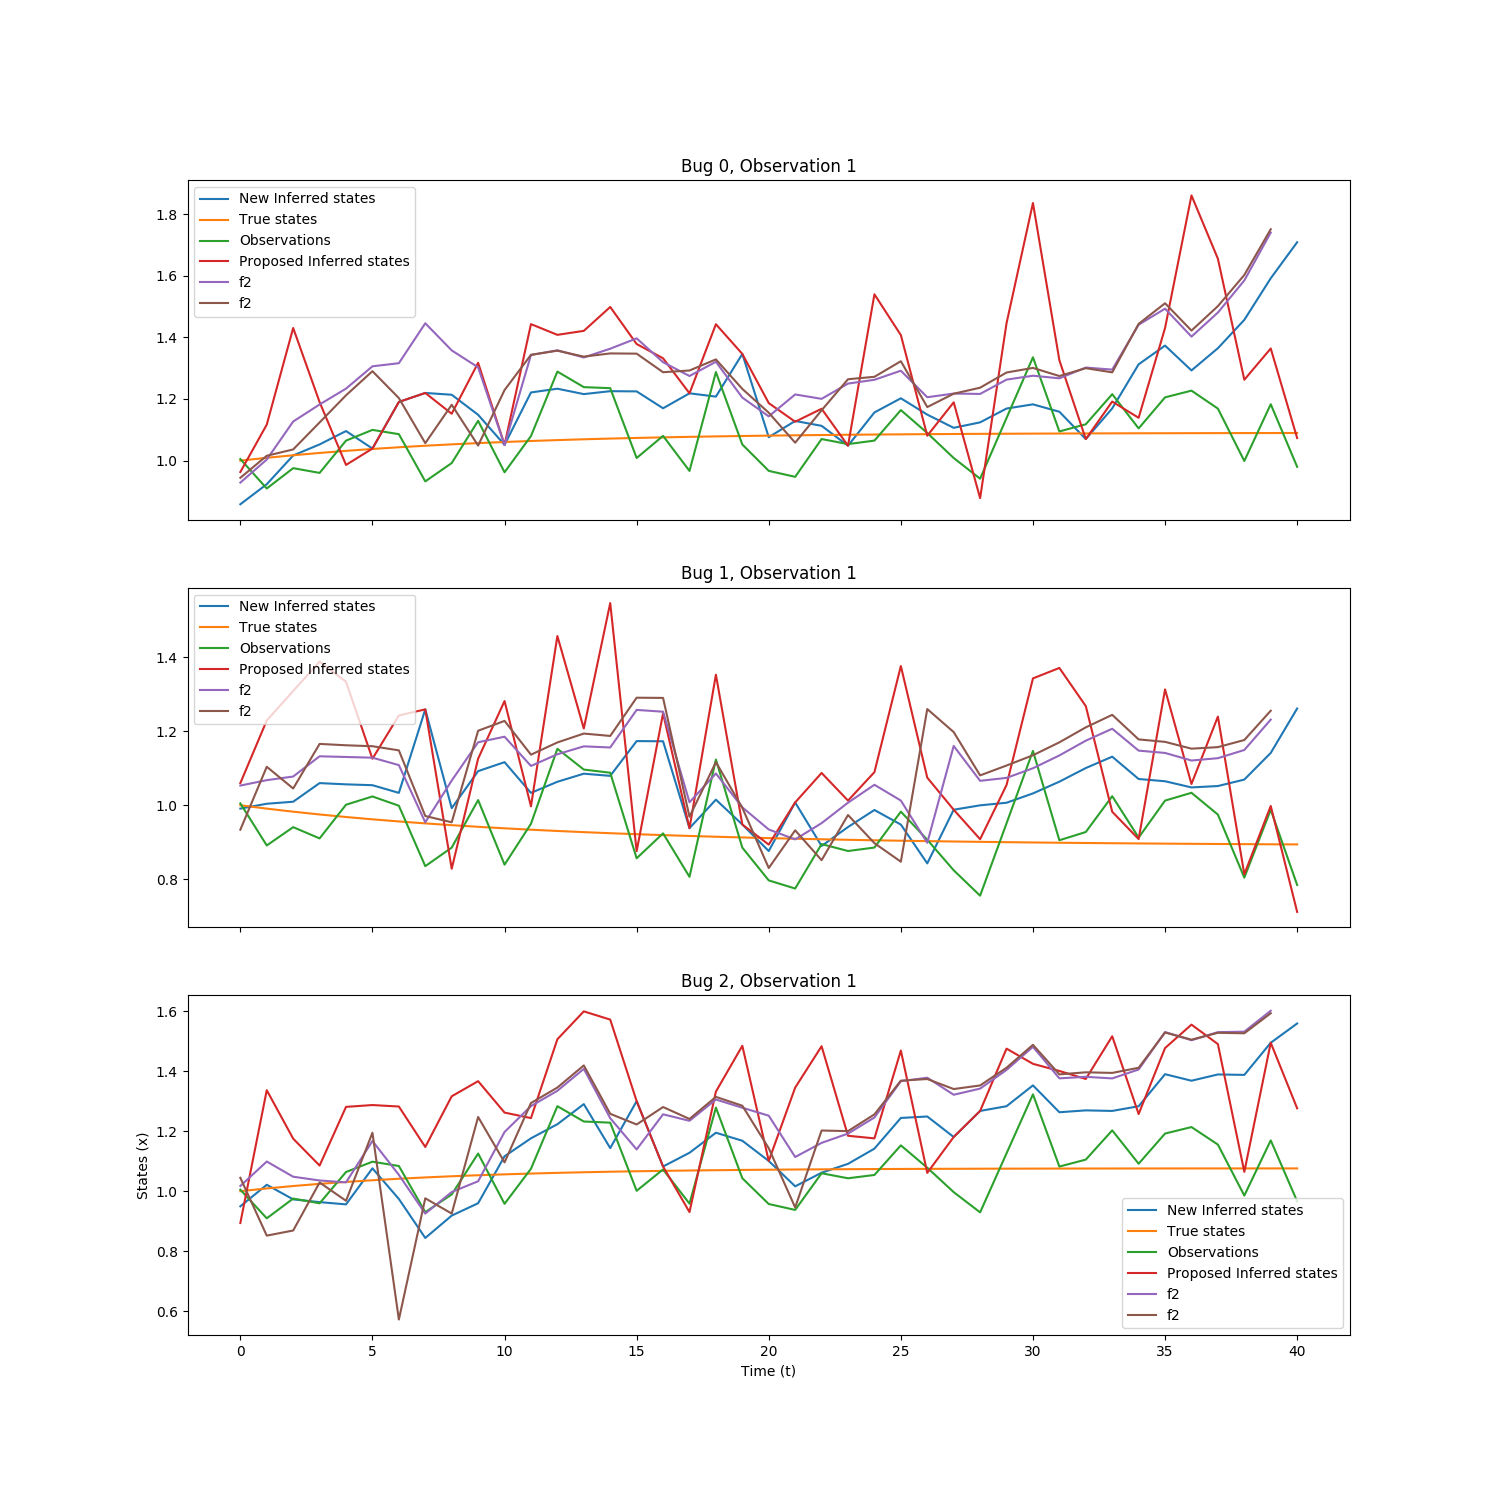 Bug 0, Observation 1
New Inferred states
True states
Observations
Proposed Inferred states
f2
f2
1.8
1.6
1.4
1.2
1.0
Bug 1, Observation 1
New Inferred states
True states
Observations
Proposed Inferred states
f2
f2
1.4
1.2
1.0
0.8
Bug 2, Observation 1
1.6
1.4
1.2
1.0
0.8
0.6
States (x)
New Inferred states
True states
Observations
Proposed Inferred states
f2
f2
0 5 10 15 20 25 30 35 40
Time (t)